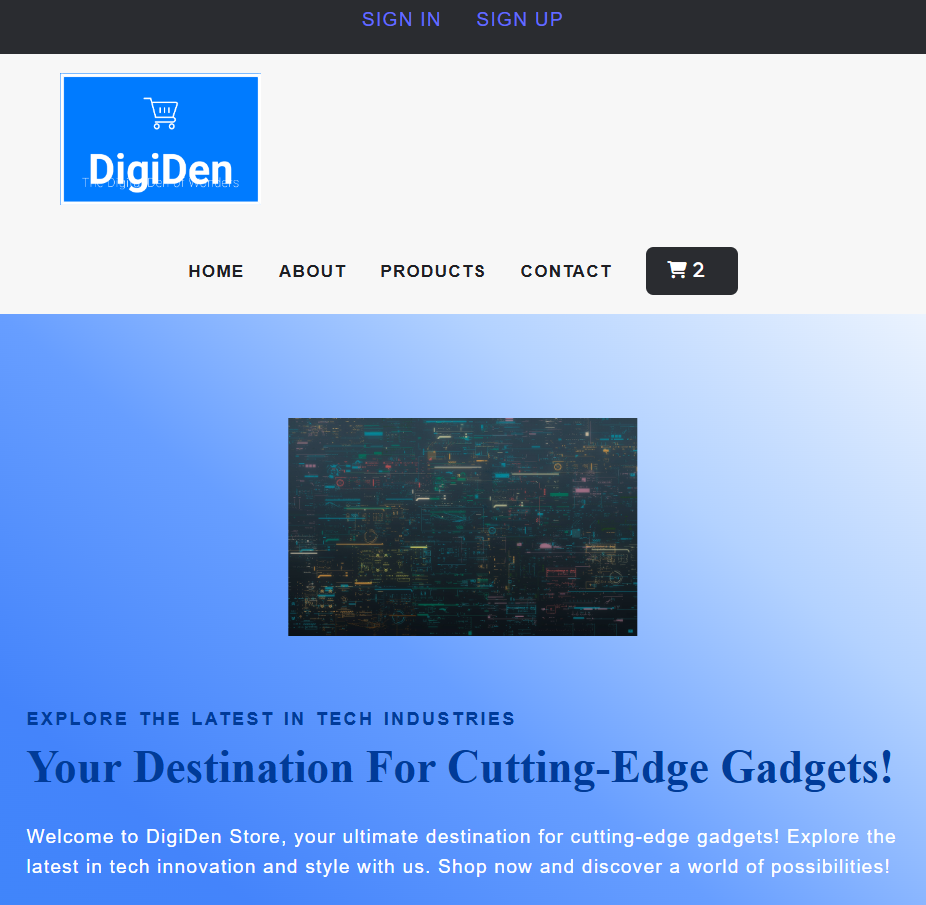 SIGN IN SIGN UP
DigiDen
The Digital Den of Wonders
HOME ABOUT PRODUCTS CONTACT 2
EXPLORE THE LATEST IN TECH INDUSTRIES
Your Destination For Cutting-Edge Gadgets!
Welcome to DigiDen Store, your ultimate destination for cutting-edge gadgets! Explore the
latest in tech innovation and style with us. Shop now and discover a world of possibilities!